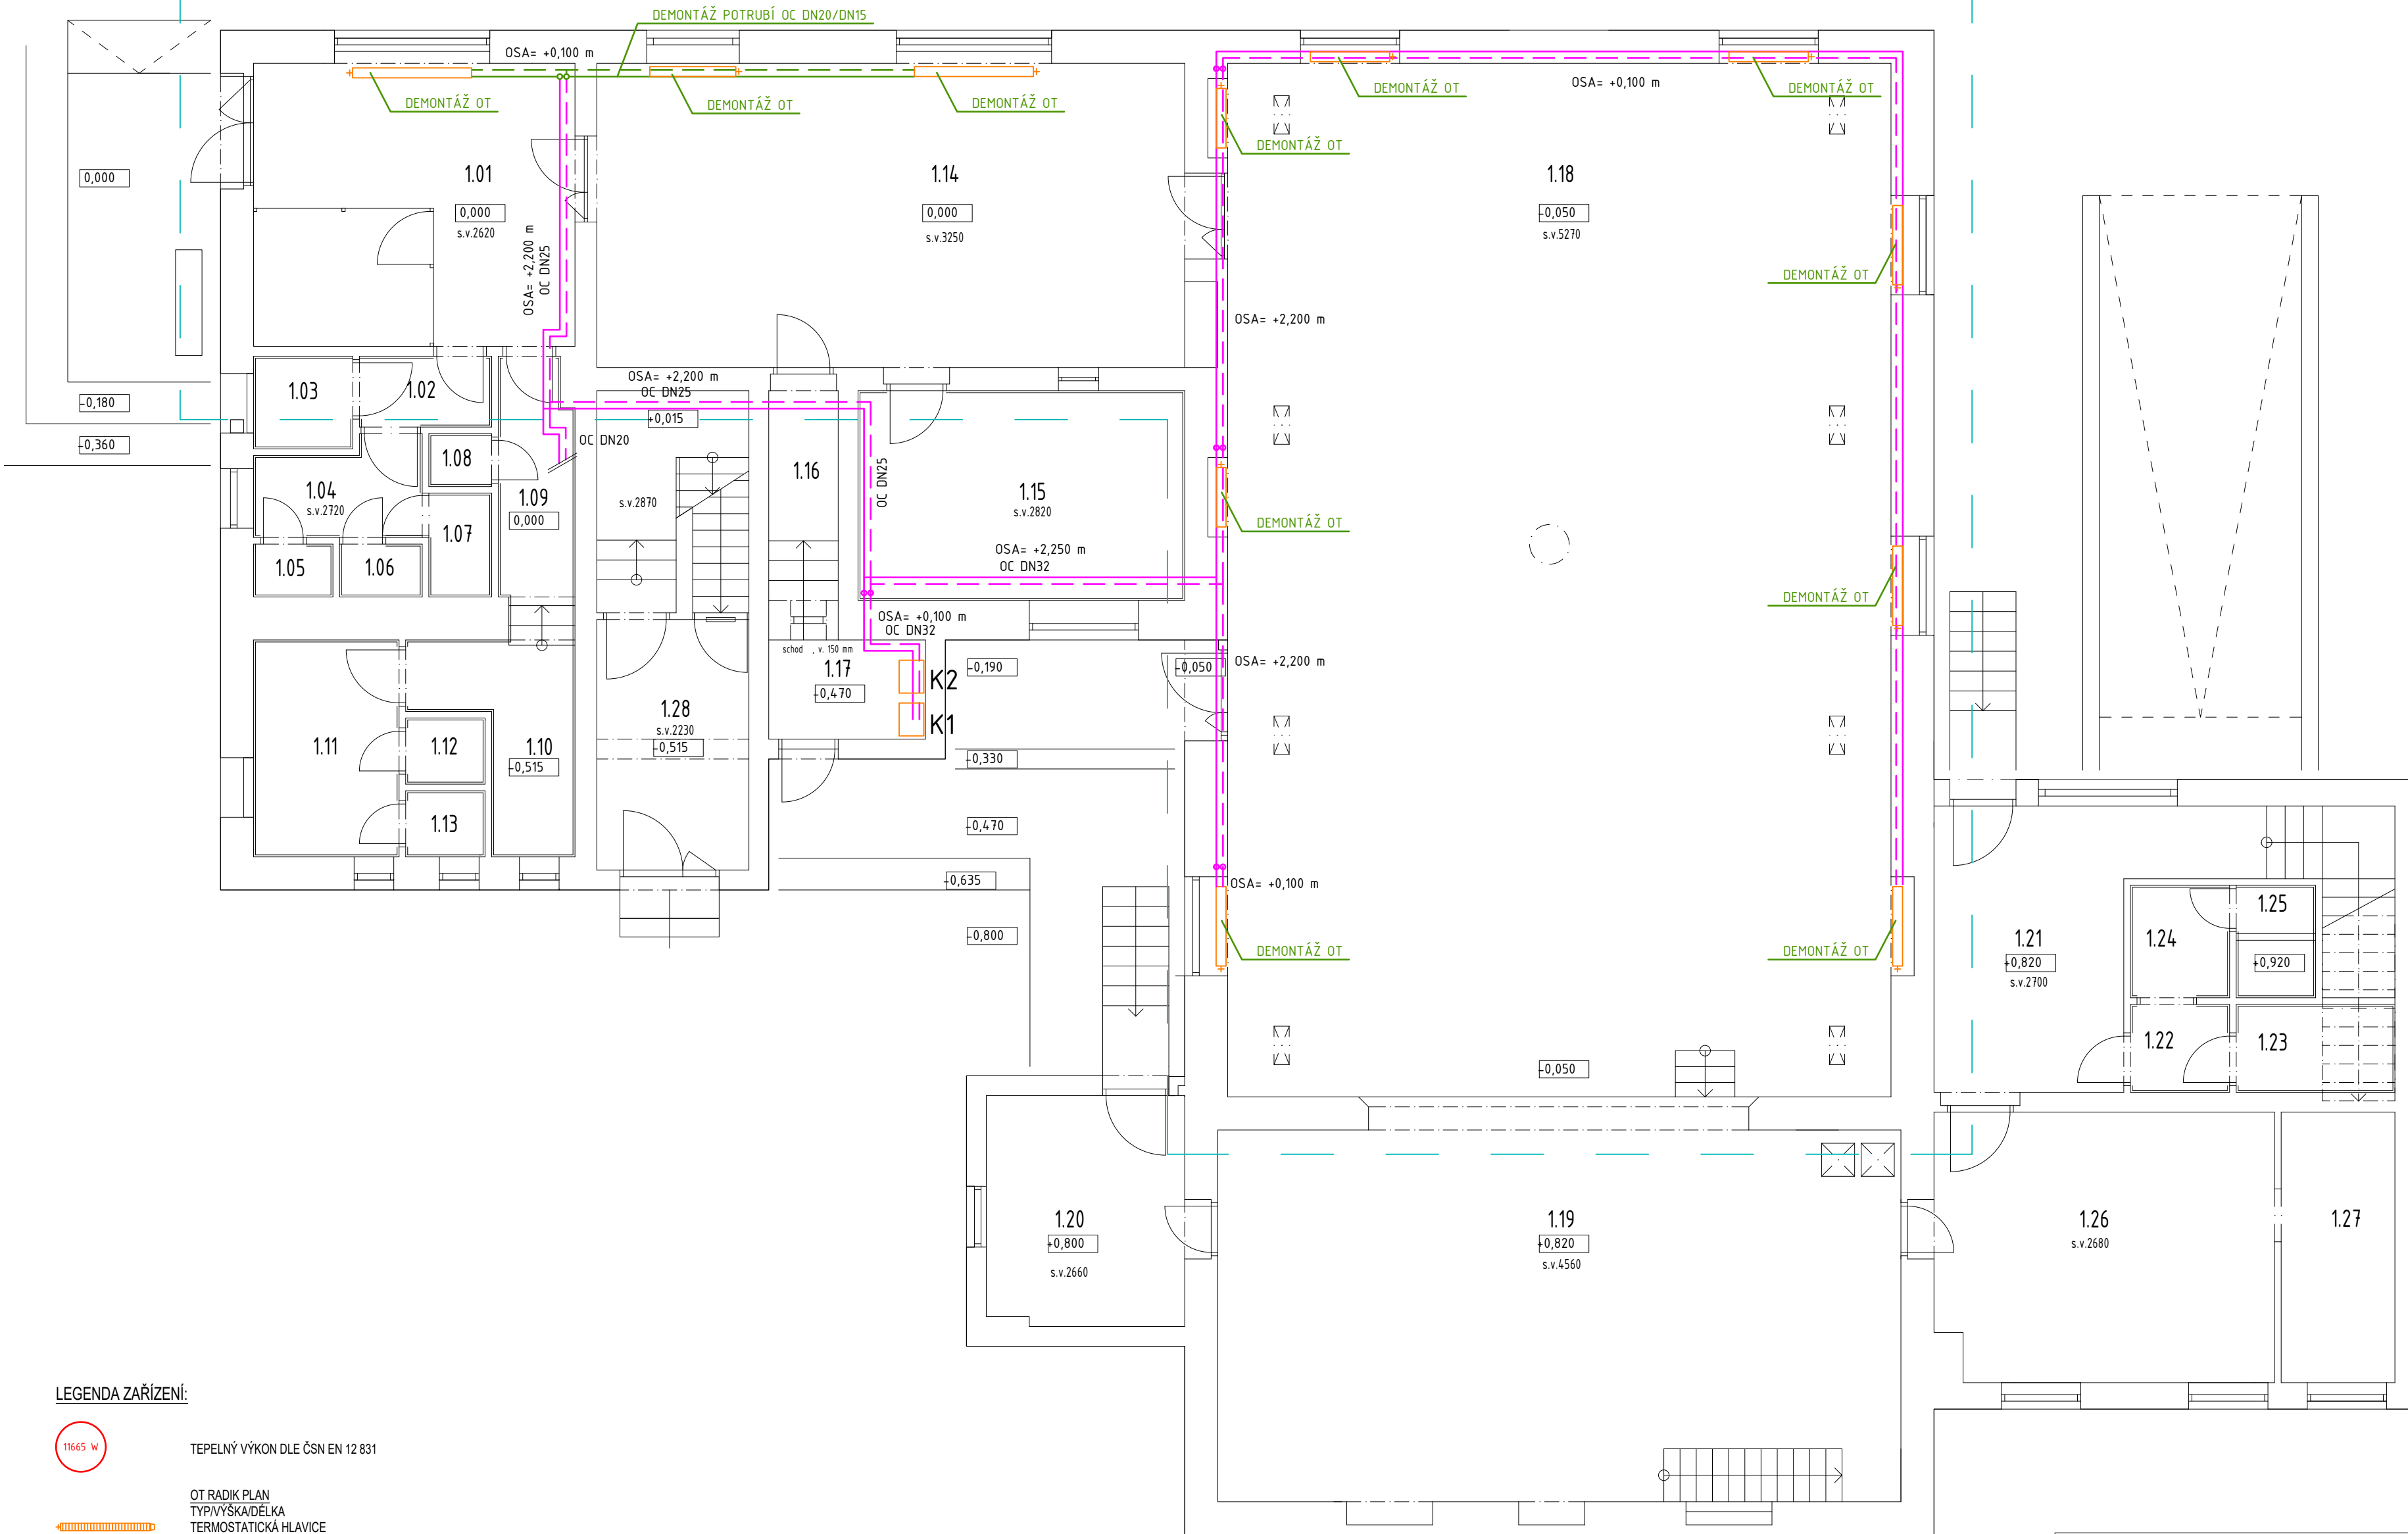 DEMONTÁŽ POTRUBÍ OC DN20/DN15
OSA= +0,100 m
DEMONTÁŽ OT
DEMONTÁŽ OT
DEMONTÁŽ OT
DEMONTÁŽ OT
OSA= +0,100 m
DEMONTÁŽ OT
DEMONTÁŽ OT
0,000
1.01
0,000
s.v.2620
1.14
0,000
s.v.3250
1.18
-0,050
s.v.5270
OSA= +2,200 m
OC DN25
DEMONTÁŽ OT
OSA= +2,200 m
1.03
1.02
OSA= +2,200 m
OC DN25
+0,015
-0,180
-0,360
OC DN20
1.08
1.04
s.v.2720
1.09
0,000
s.v.2870
1.16
OC DN25
1.15
s.v.2820
DEMONTÁŽ OT
1.07
1.05
1.06
OSA= +2,250 m
OC DN32
DEMONTÁŽ OT
OSA= +0,100 m
OC DN32
schod , v. 150 mm
1.17
-0,470
K2
K1
-0,190
-0,050
OSA= +2,200 m
1.28
s.v.2230
-0,515
1.11
1.12
1.10
-0,515
-0,330
1.13
-0,470
-0,635
OSA= +0,100 m
-0,800
DEMONTÁŽ OT
DEMONTÁŽ OT
1.21
+0,820
s.v.2700
1.24
1.25
+0,920
1.22
1.23
-0,050
1.20
+0,800
s.v.2660
1.19
+0,820
s.v.4560
1.26
s.v.2680
1.27
LEGENDA ZAŘÍZENÍ:
11665 W
TEPELNÝ VÝKON DLE ČSN EN 12 831
OT RADIK PLAN
TYP/VÝŠKA/DÉLKA
TERMOSTATICKÁ HLAVICE